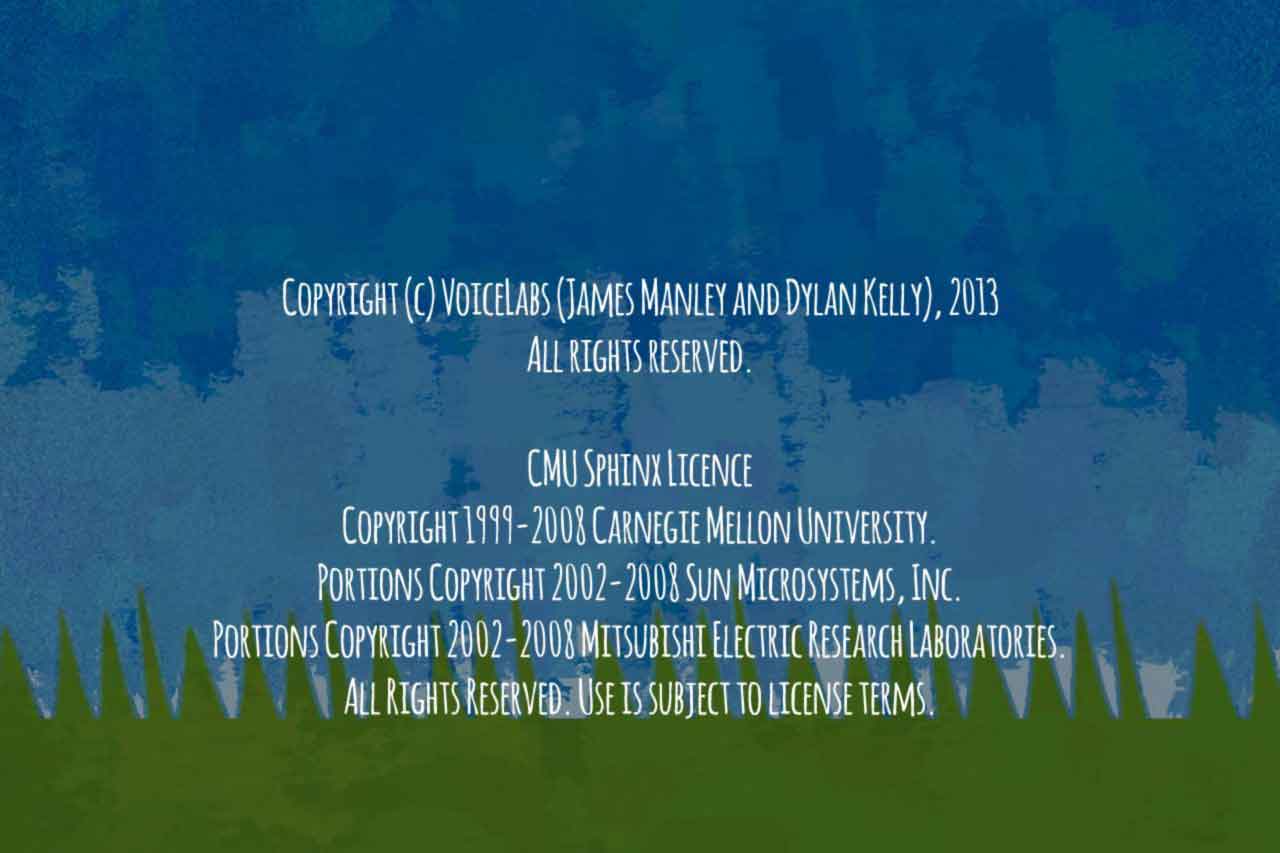 Copyright (c) VoiceLabs (James Manley and Dylan Kelly), 2013
All rights reserved.
CMU Sphinx Licence
Copyright 1999-2008 Carnegie Mellon University.
Portions Copyright 2002-2008 Sun Microsystems, Inc.
Portions Copyright 2002-2008 Mitsubishi Electric Research Laboratories.
All Rights Reserved. Use is subject to license terms.